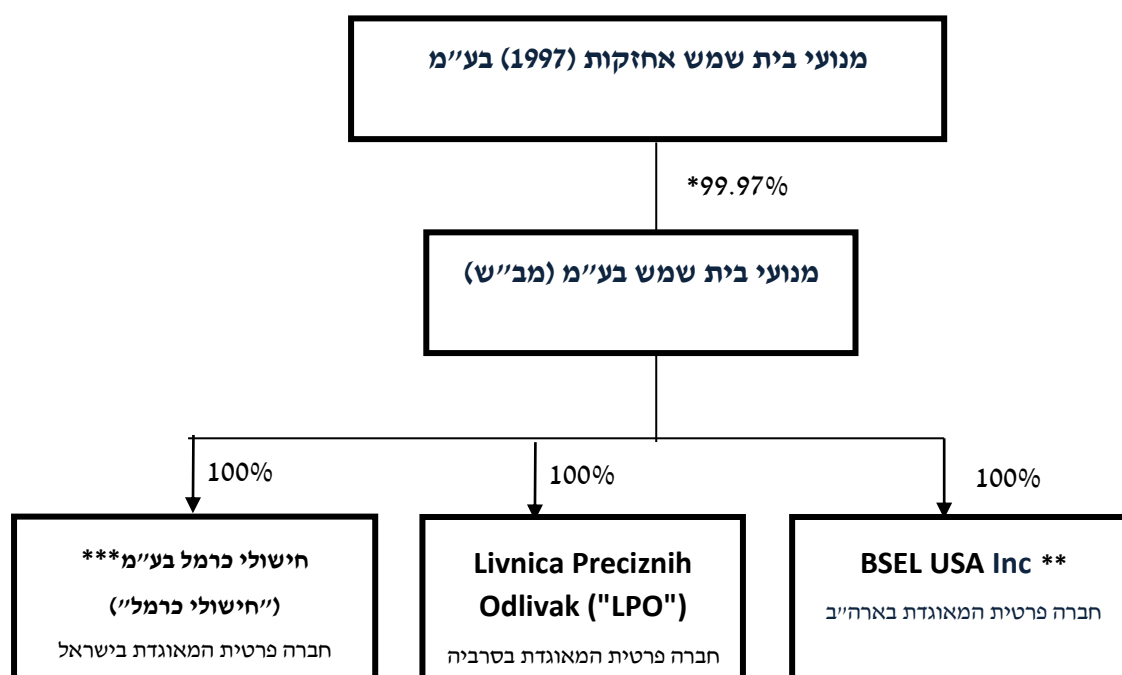 מנועי בית שמש אחזקות (1997) בע״מ
*99.97%
מנועי בית שמש בע״מ (מב״ש)
100%
100%
100%
חישולי כרמל בע״מ***
(״חישולי כרמל״)
חברה פרטית המאוגדת בישראל
Livnica Preciznih
Odlivak ("LPO")
חברה פרטית המאוגדת בסרביה
BSEL USA Inc **
חברה פרטית המאוגדת בארה״ב